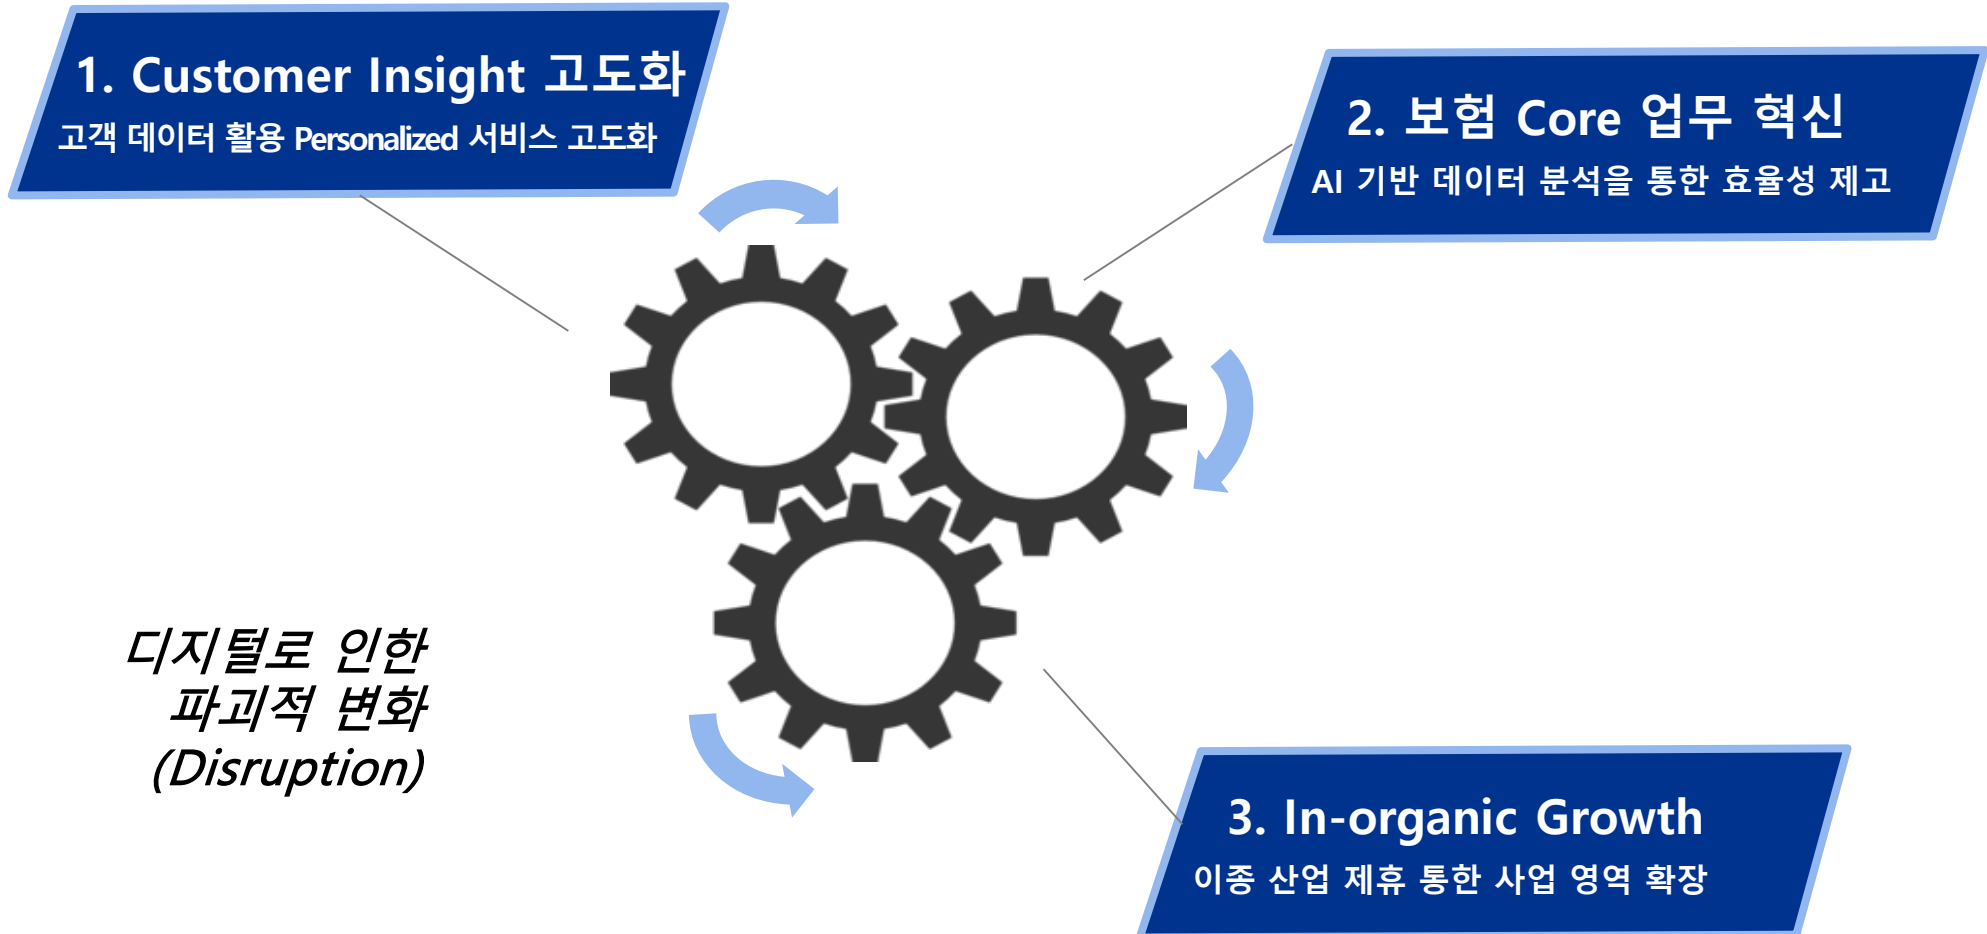 1. Customer Insight 고도화
고객 데이터 활용 Personalized 서비스 고도화
2. 보험 Core 업무 혁신
AI 기반 데이터 분석을 통한 효율성 제고
디지털로 인한
파괴적 변화
(Disruption)
3. In-organic Growth
이종 산업 제휴 통한 사업 영역 확장